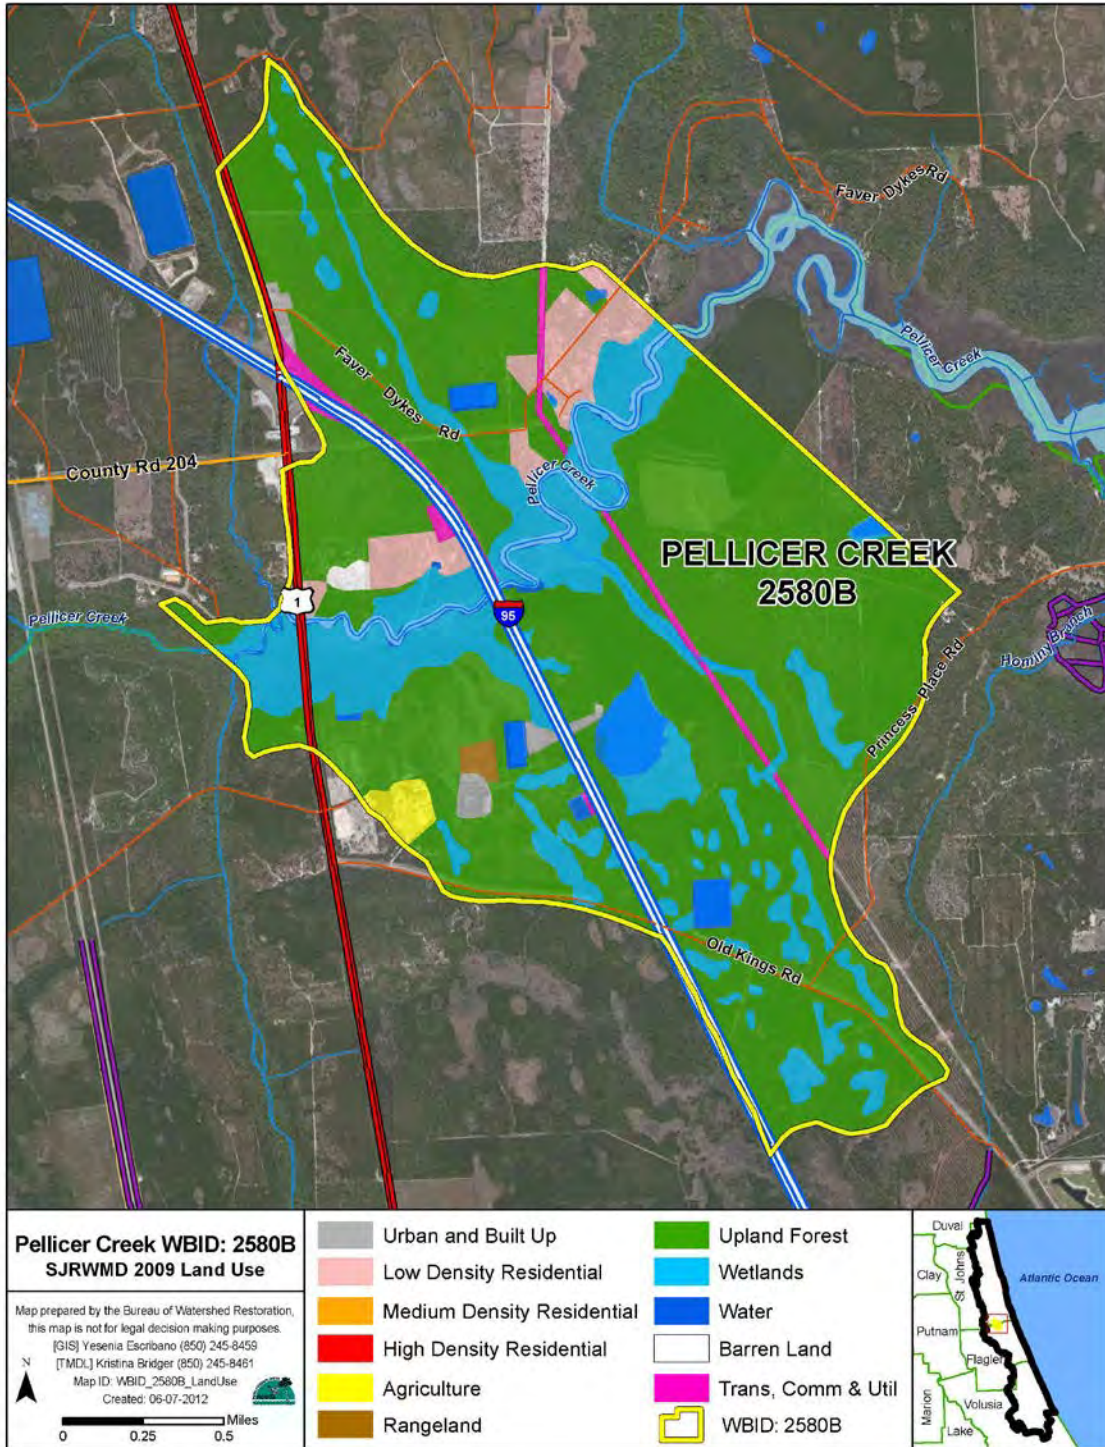 Faver Dykes Rd
Pellicer Creek
Faver Dykes Rd
County Rd 204
Pellicer Creek
PELLICER CREEK
2580B
1
95
Pellicer Creek
Hominy Branch
Princess Place Rd
Old Kings Rd
Pellicer Creek WBID: 2580B
SJRWMD 2009 Land Use
Map prepared by the Bureau of Watershed Restoration,
this map is not for legal decision making purposes.
[GIS] Yesenia Escribano (850) 245-8459
[TMDL] Kristina Bridger (850) 245-8461
Map ID: WBID_2580B_LandUse
Created: 06-07-2012
N
Miles
0 0.25 0.5
Urban and Built Up
Low Density Residential
Medium Density Residential
High Density Residential
Agriculture
Rangeland
Upland Forest
Wetlands
Water
Barren Land
Trans, Comm & Util
WBID: 2580B
Duval
Clay
St Johns
Atlantic Ocean
Putnam
Flagler
Marion
Volusia
Lake